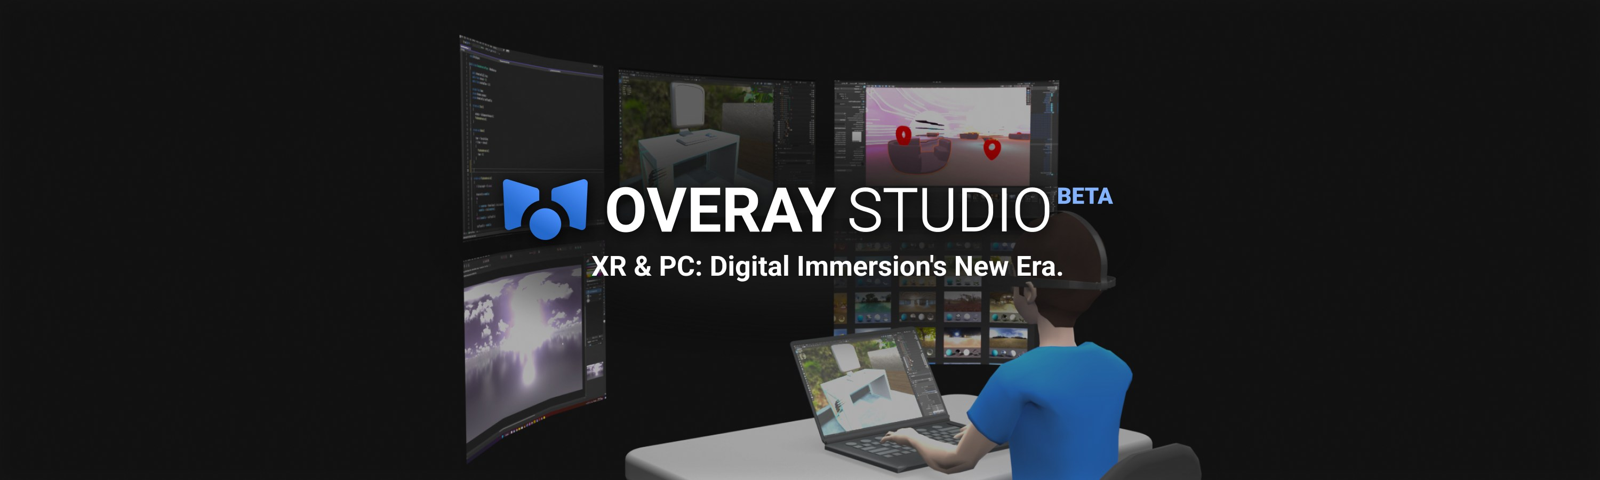 OVERAY STUDIO BETA
XR & PC: Digital Immersion's New Era.